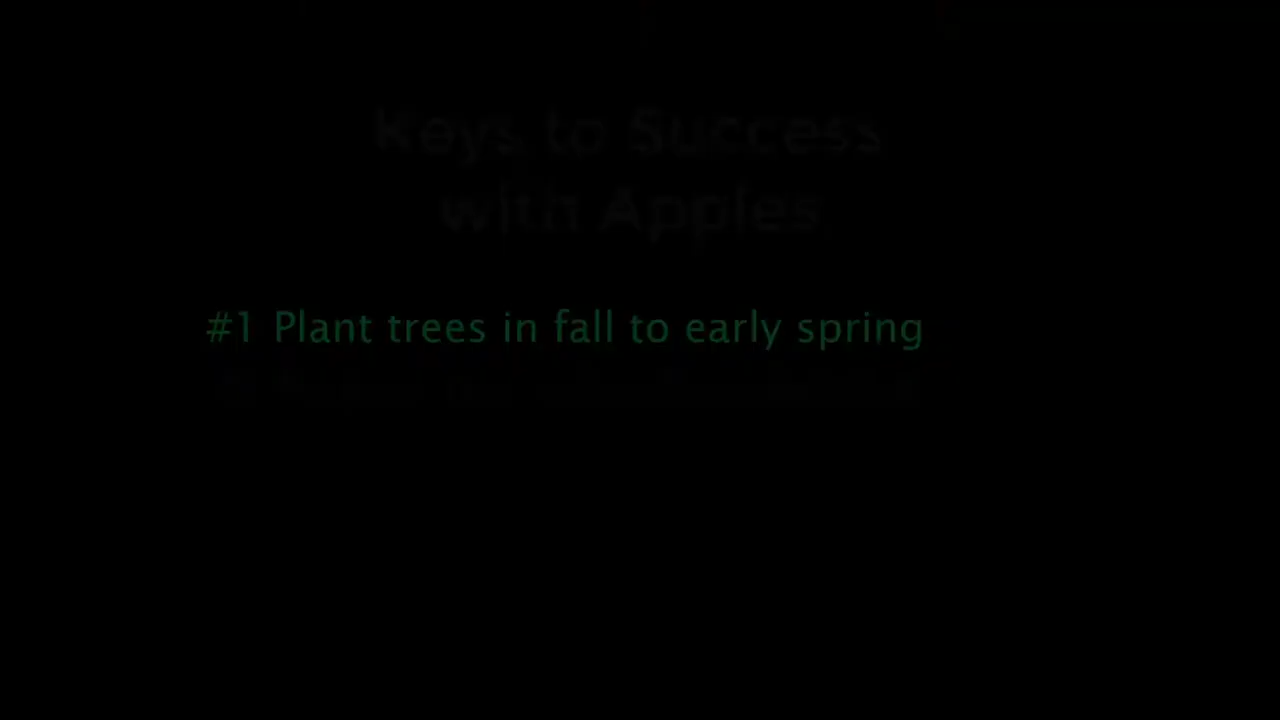 Keys to Success
with Apples
#1 Plant trees in fall to early spring